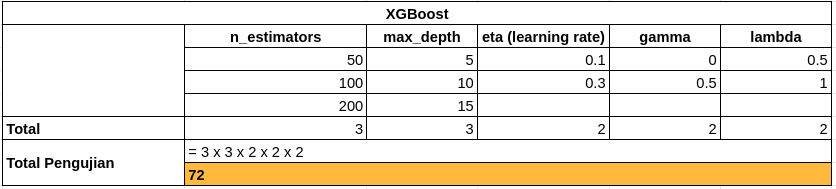 XGBoost
n_estimators max_depth eta (learning rate) gamma lambda
50 5 0.1 0 0.5
100 10 0.3 0.5 1
200 15
Total 3 3 2 2 2
Total Pengujian
= 3 x 3 x 2 x 2 x 2
72